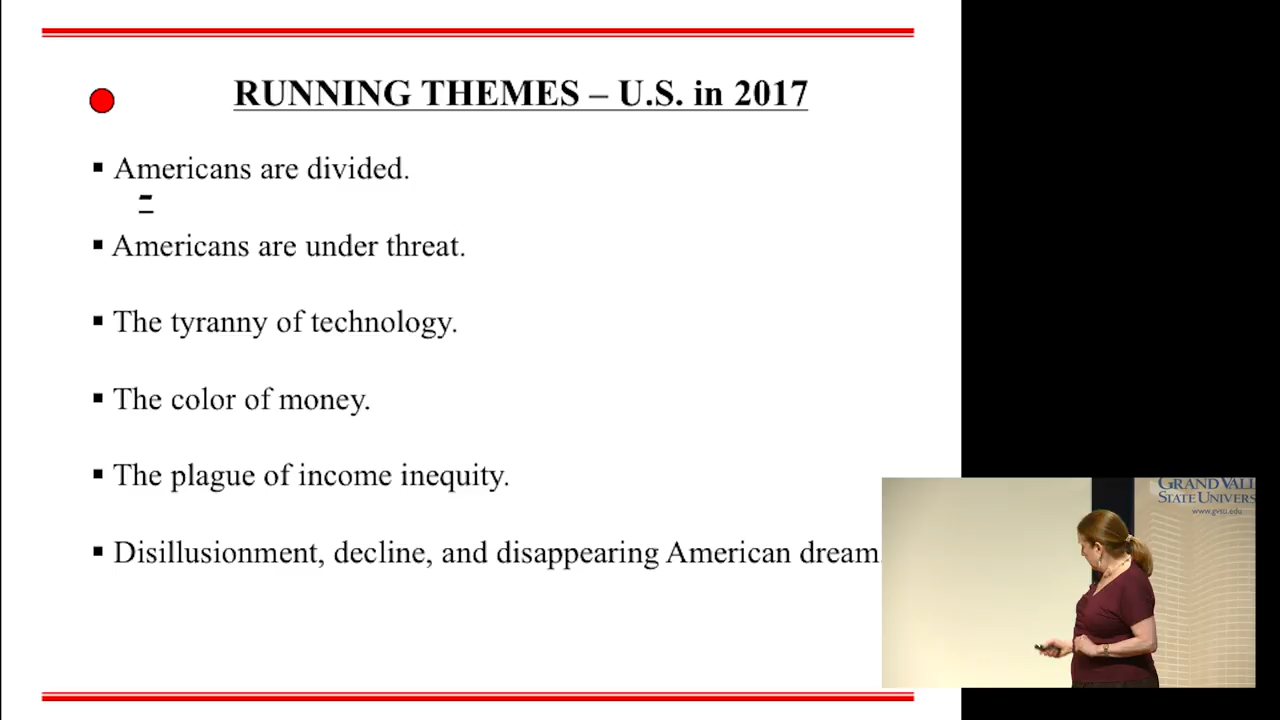 RUNNING THEMES – U.S. in 2017
▪ Americans are divided.
-
▪ Americans are under threat.
▪ The tyranny of technology.
▪ The color of money.
▪ The plague of income inequity.
▪ Disillusionment, decline, and disappearing American dream
GRAND VALL
STATE UNIVERS
www.gvsu.edu